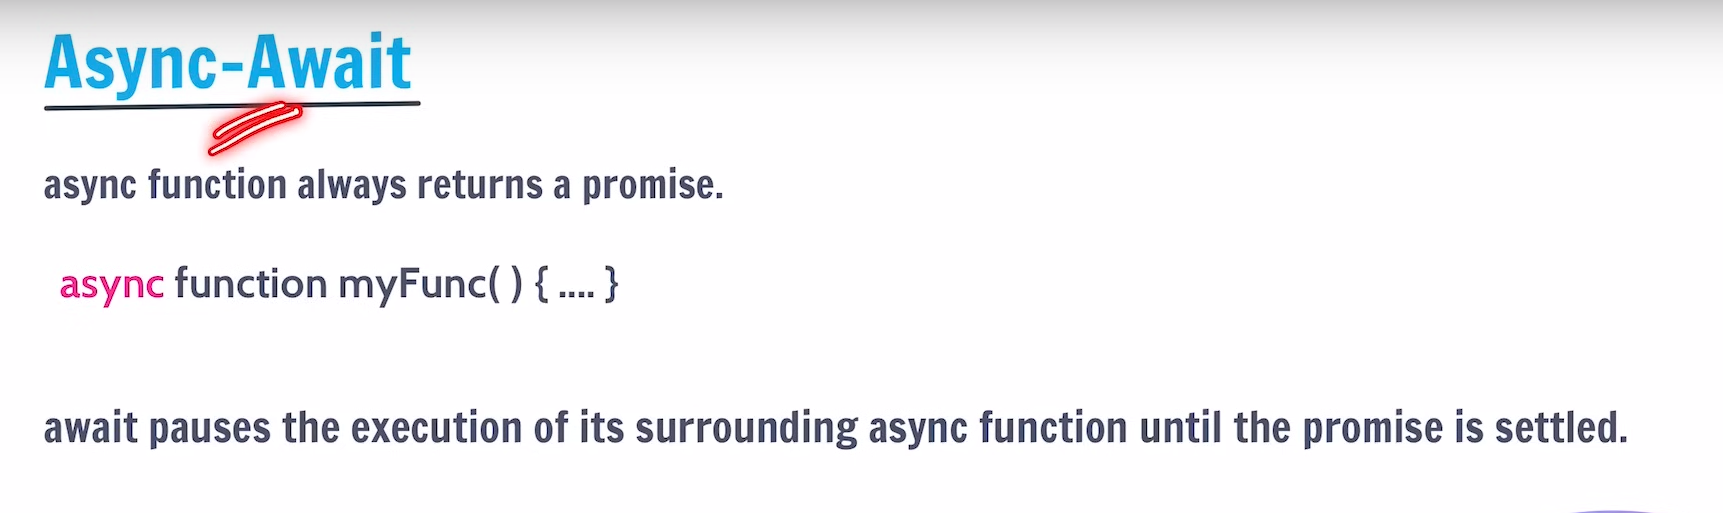 Async-Await
async function always returns a promise.
async function myFunc( ) { .... }
await pauses the execution of its surrounding async function until the promise is settled.